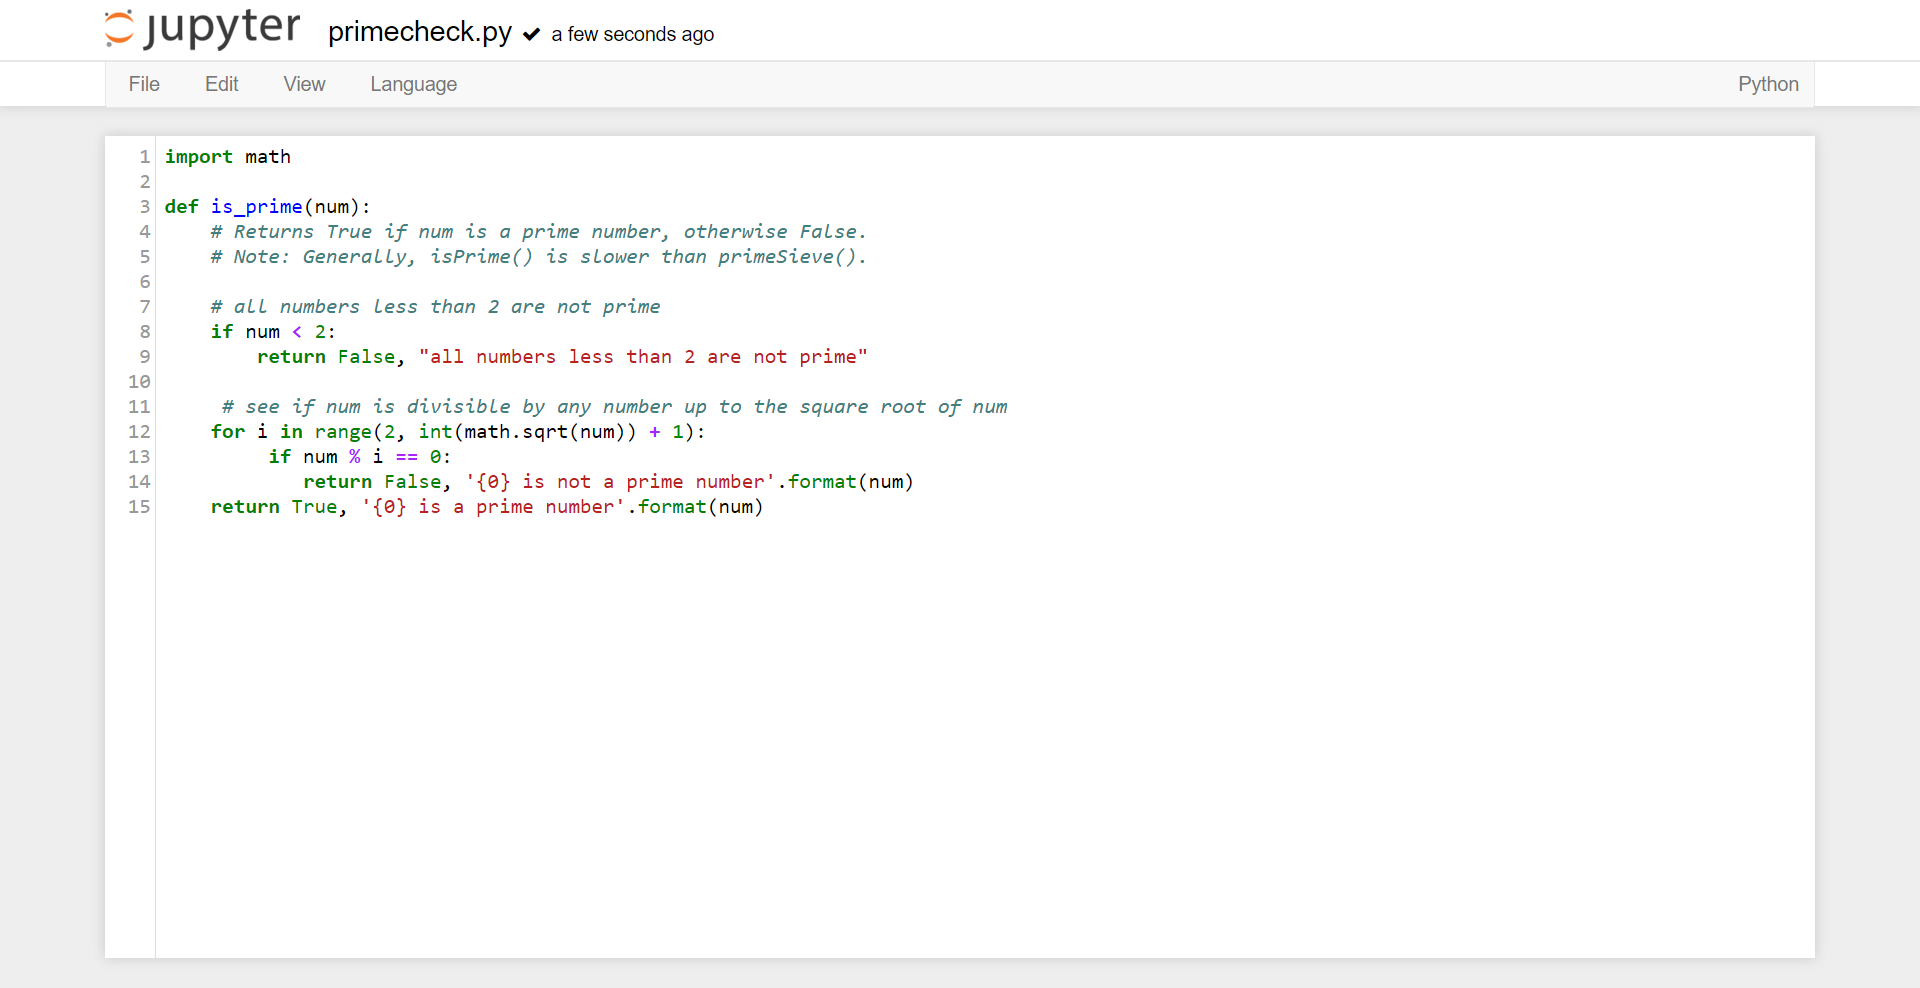 jupyter primecheck.py ✔ a few seconds ago
File Edit View Language Python
1 import math
2
3 def is_prime(num):
4     # Returns True if num is a prime number, otherwise False.
5     # Note: Generally, isPrime() is slower than primeSieve().
6
7     # all numbers less than 2 are not prime
8     if num < 2:
9         return False, "all numbers less than 2 are not prime"
10
11      # see if num is divisible by any number up to the square root of num
12     for i in range(2, int(math.sqrt(num)) + 1):
13          if num % i == 0:
14             return False, '{0} is not a prime number'.format(num)
15     return True, '{0} is a prime number'.format(num)